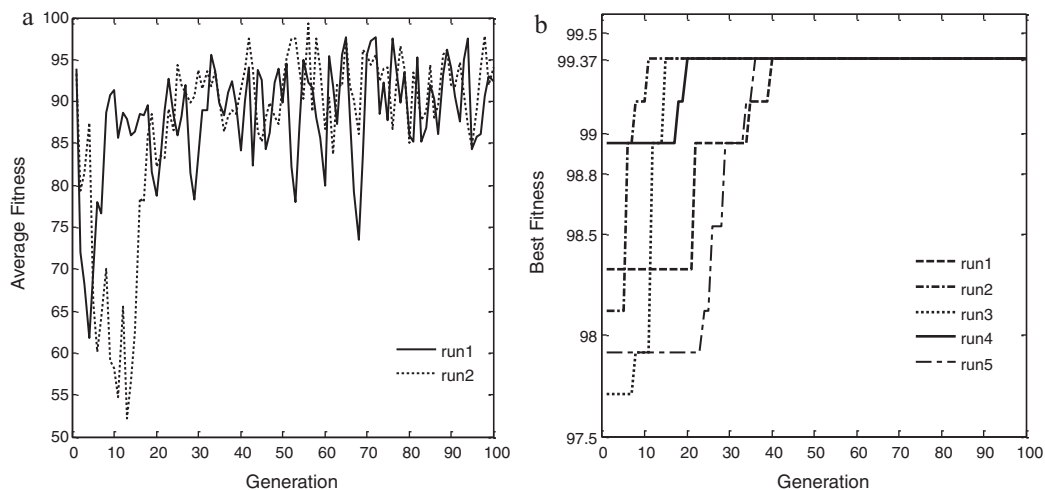 a
100
95
90
85
80
75
70
65
60
55
50
Average Fitness
0 10 20 30 40 50 60 70 80 90 100
Generation
run1
run2
b
99.5
99.37
99
98.8
98.5
98
97.5
Best Fitness
0 10 20 30 40 50 60 70 80 90 100
Generation
run1
run2
run3
run4
run5